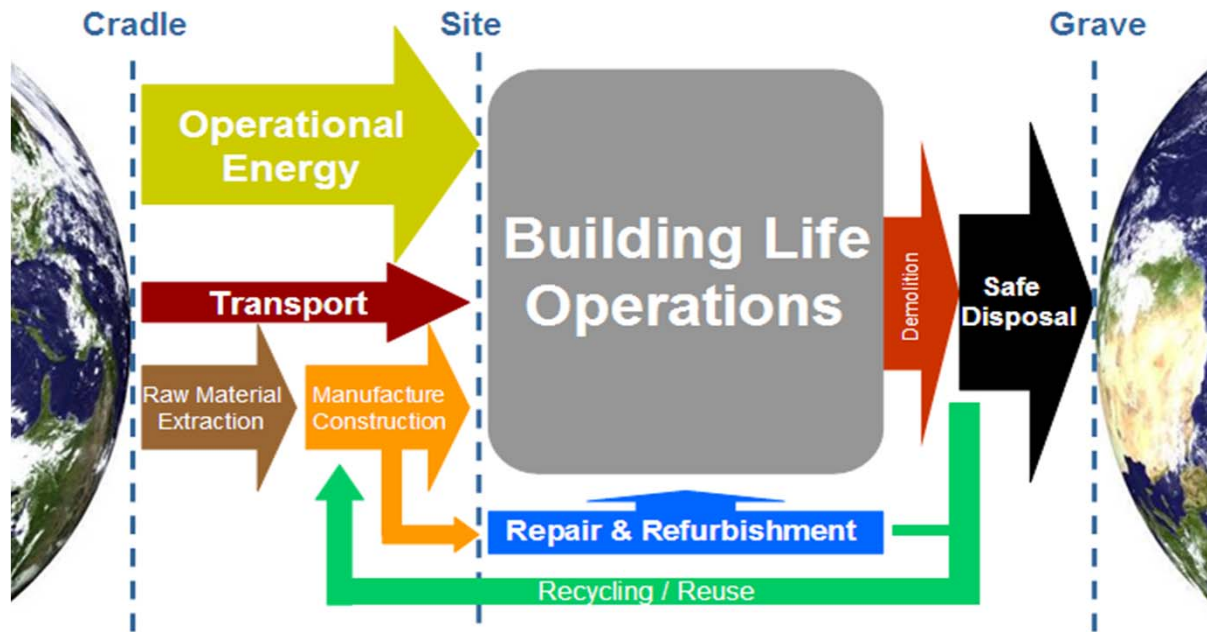 Cradle
Site
Grave
Operational
Energy
Building Life
Operations
Transport
Raw Material
Extraction
Manufacture
Construction
Demolition
Safe
Disposal
Repair & Refurbishment
Recycling / Reuse